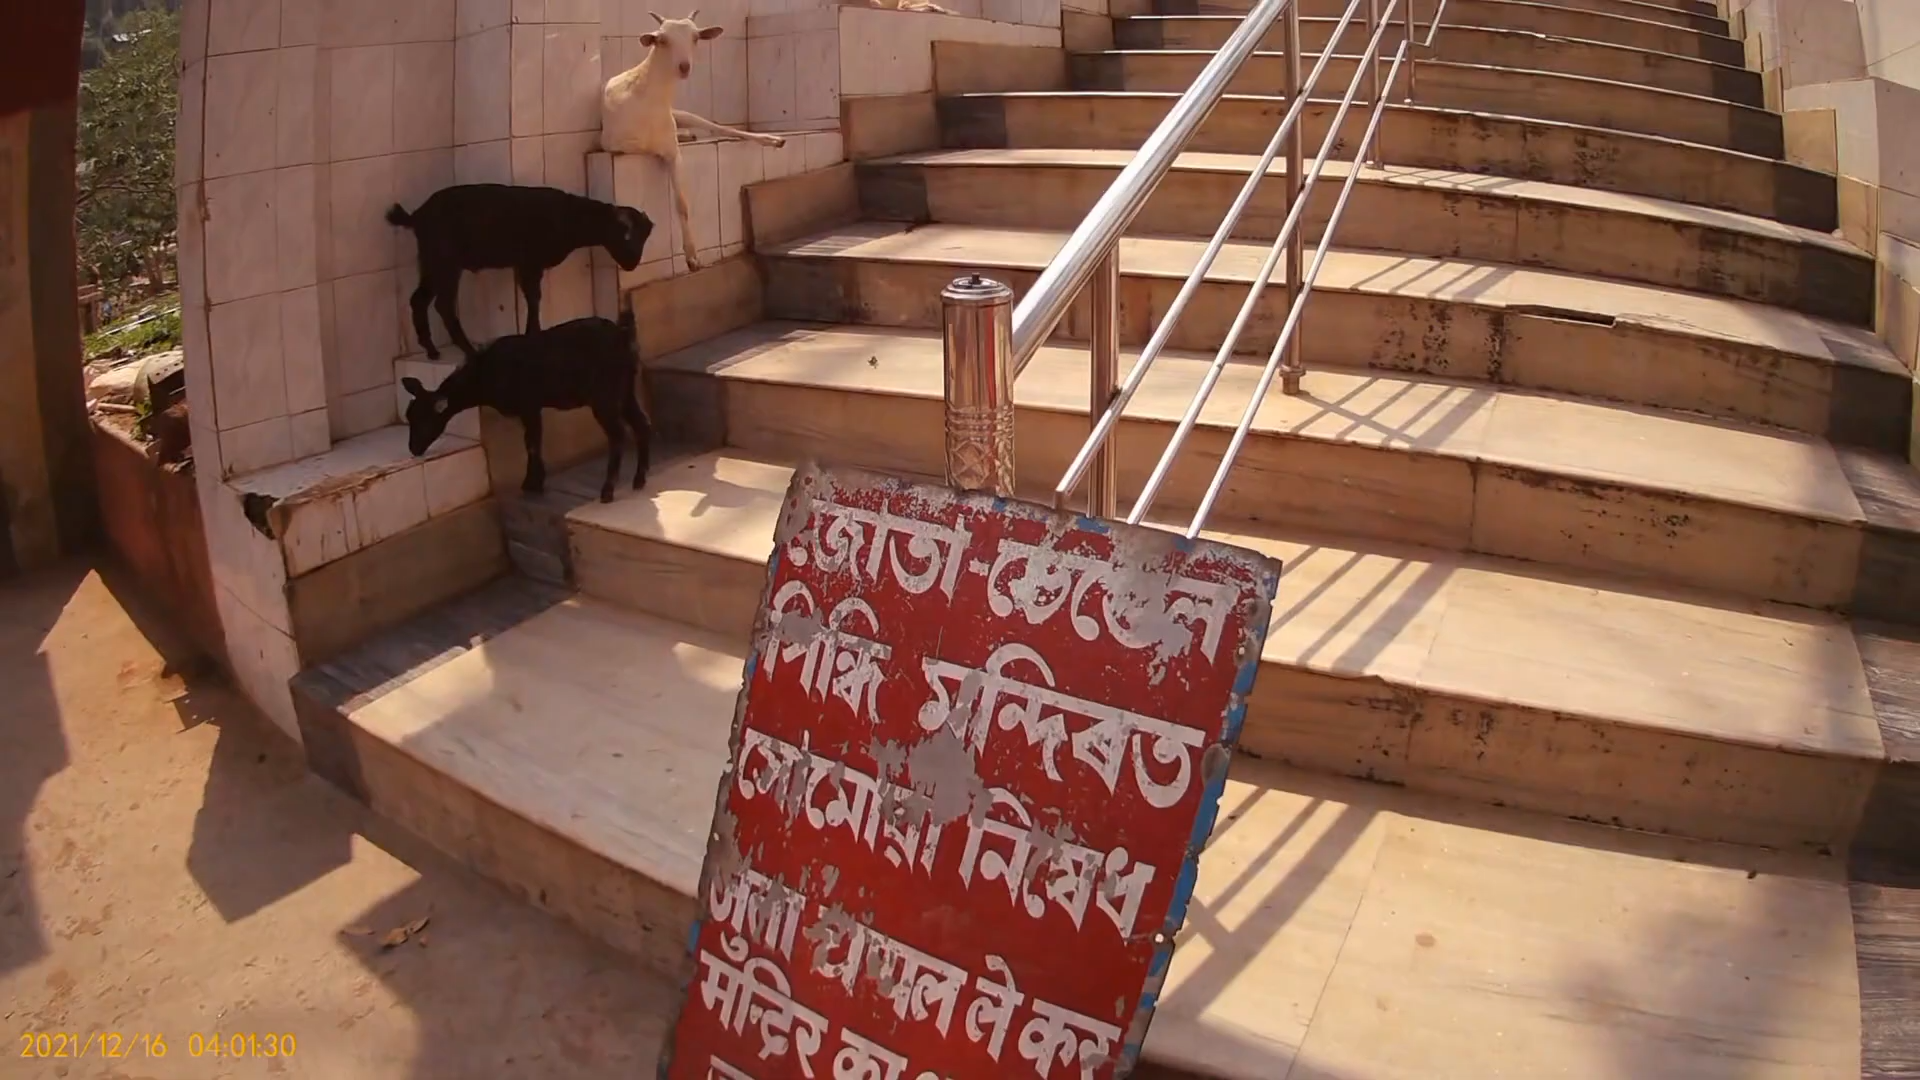 জোতা-চেণ্ডেল
পিন্ধি মন্দিৰত
সোমোৱা নিষেধ
জুতা चप्पल ले कर
मन्दिर का
2021/12/16 04:01:30